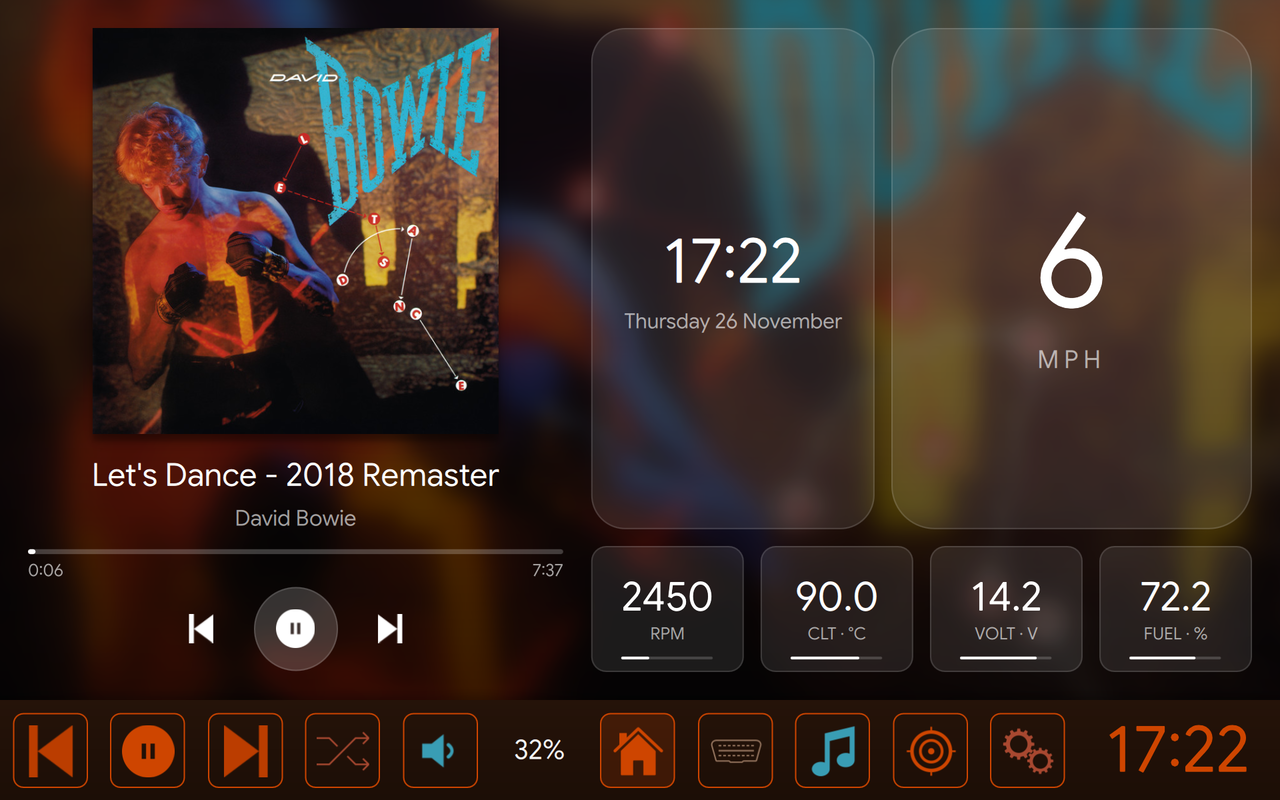 DAVID
BOWIE
L
E
T
A
S
D
N
C
E
Let's Dance - 2018 Remaster
David Bowie
0:06
7:37
17:22
Thursday 26 November
6
MPH
2450
RPM
90.0
CLT · °C
14.2
VOLT · V
72.2
FUEL · %
32%
17:22